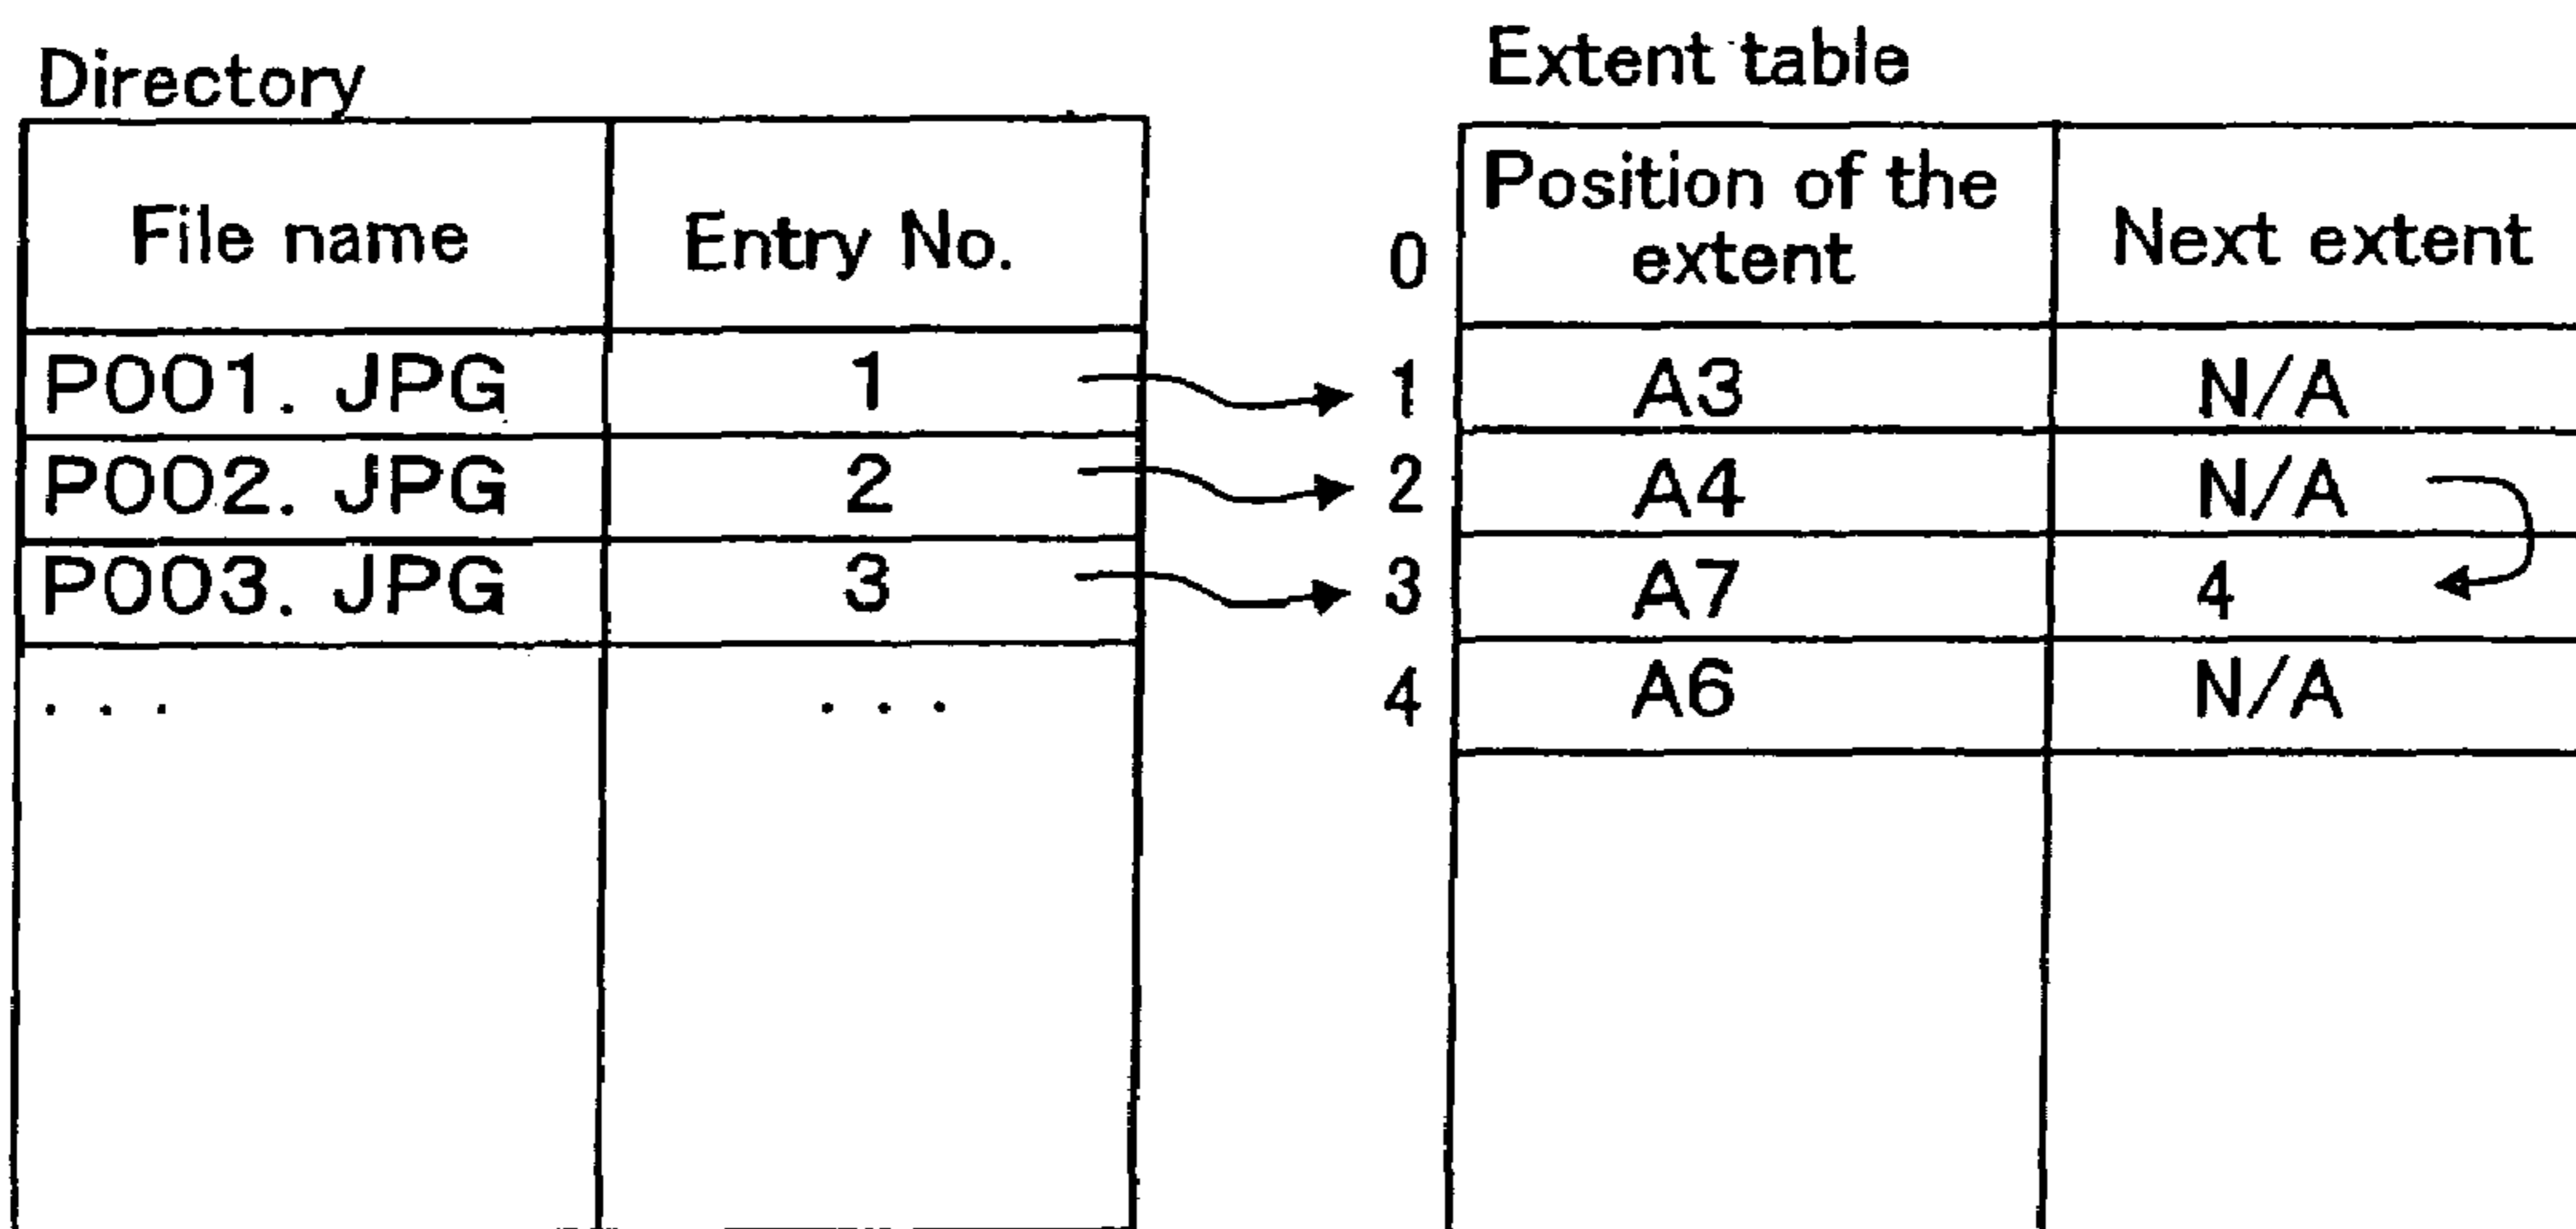 Directory
File name Entry No.
P001. JPG 1
P002. JPG 2
P003. JPG 3
. . . . . .
Extent table
0 Position of the extent Next extent
1 A3 N/A
2 A4 N/A
3 A7 4
4 A6 N/A